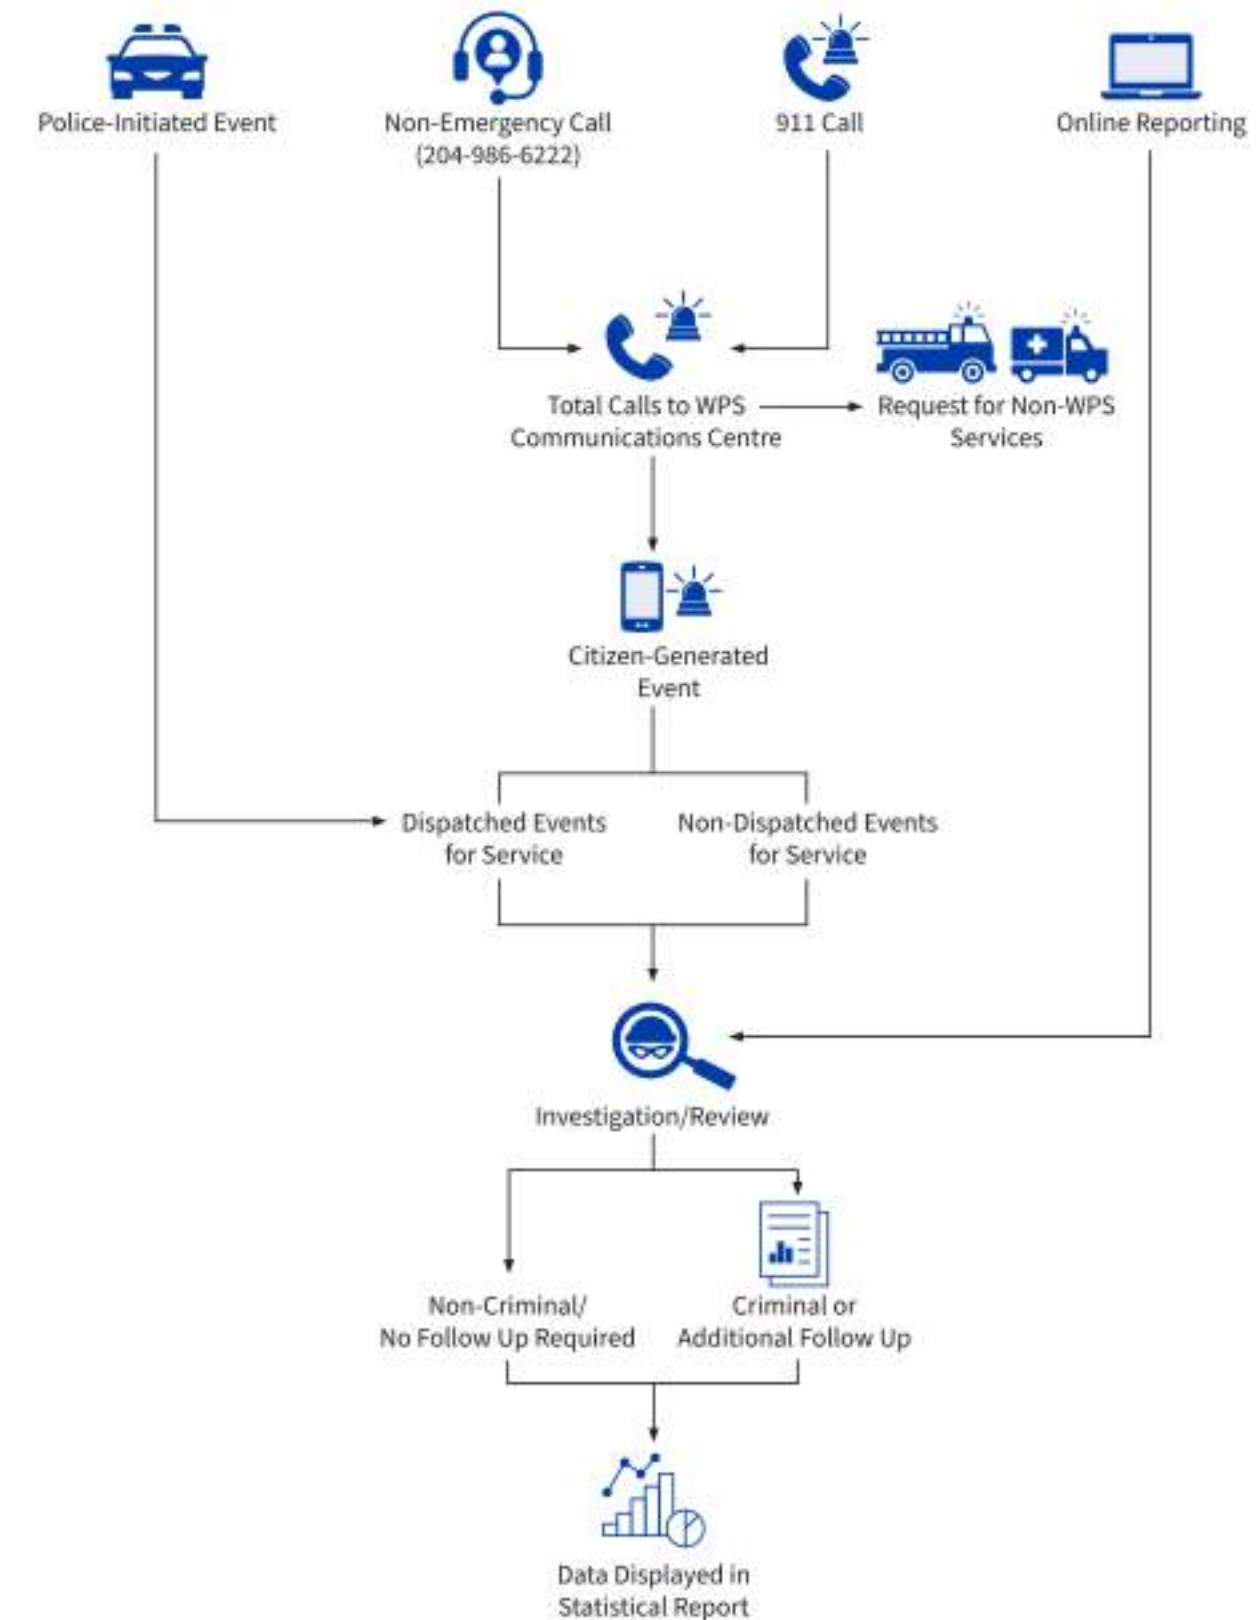 Police-Initiated Event
Non-Emergency Call
(204-986-6222)
911 Call
Online Reporting
Total Calls to WPS
Communications Centre
Request for Non-WPS
Services
Citizen-Generated
Event
Dispatched Events
for Service
Non-Dispatched Events
for Service
Investigation/Review
Non-Criminal/
No Follow Up Required
Criminal or
Additional Follow Up
Data Displayed in
Statistical Report